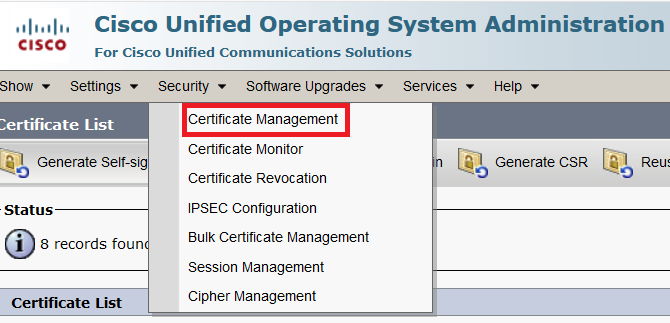 Cisco Unified Operating System Administration
CISCO
For Cisco Unified Communications Solutions
Show Settings Security Software Upgrades Services Help
Certificate List
Certificate Management
Certificate Monitor
Generate Self-sig
in
Generate CSR
Reus
Certificate Revocation
Status
IPSEC Configuration
8 records found
Bulk Certificate Management
Session Management
Certificate List
Cipher Management